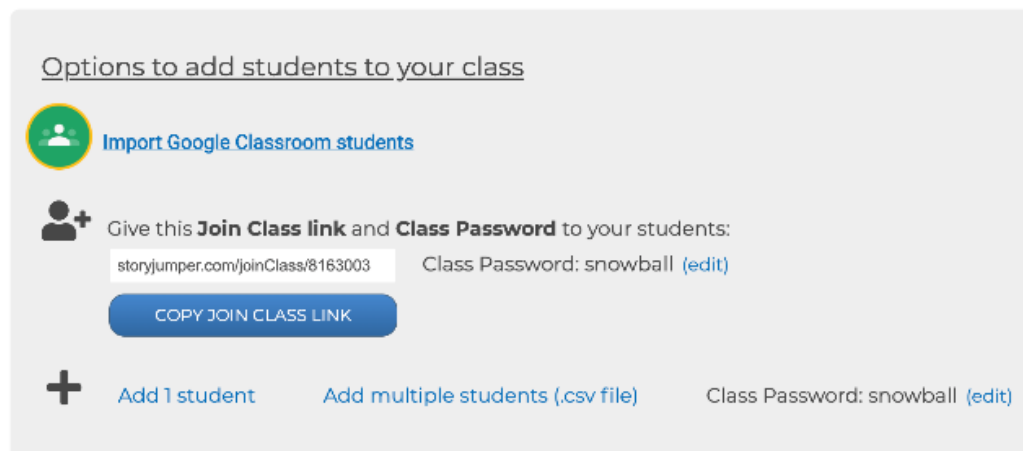 Options to add students to your class
Import Google Classroom students
Give this Join Class link and Class Password to your students:
storyjumper.com/joinClass/8163003 Class Password: snowball (edit)
COPY JOIN CLASS LINK
Add 1 student Add multiple students (.csv file) Class Password: snowball (edit)